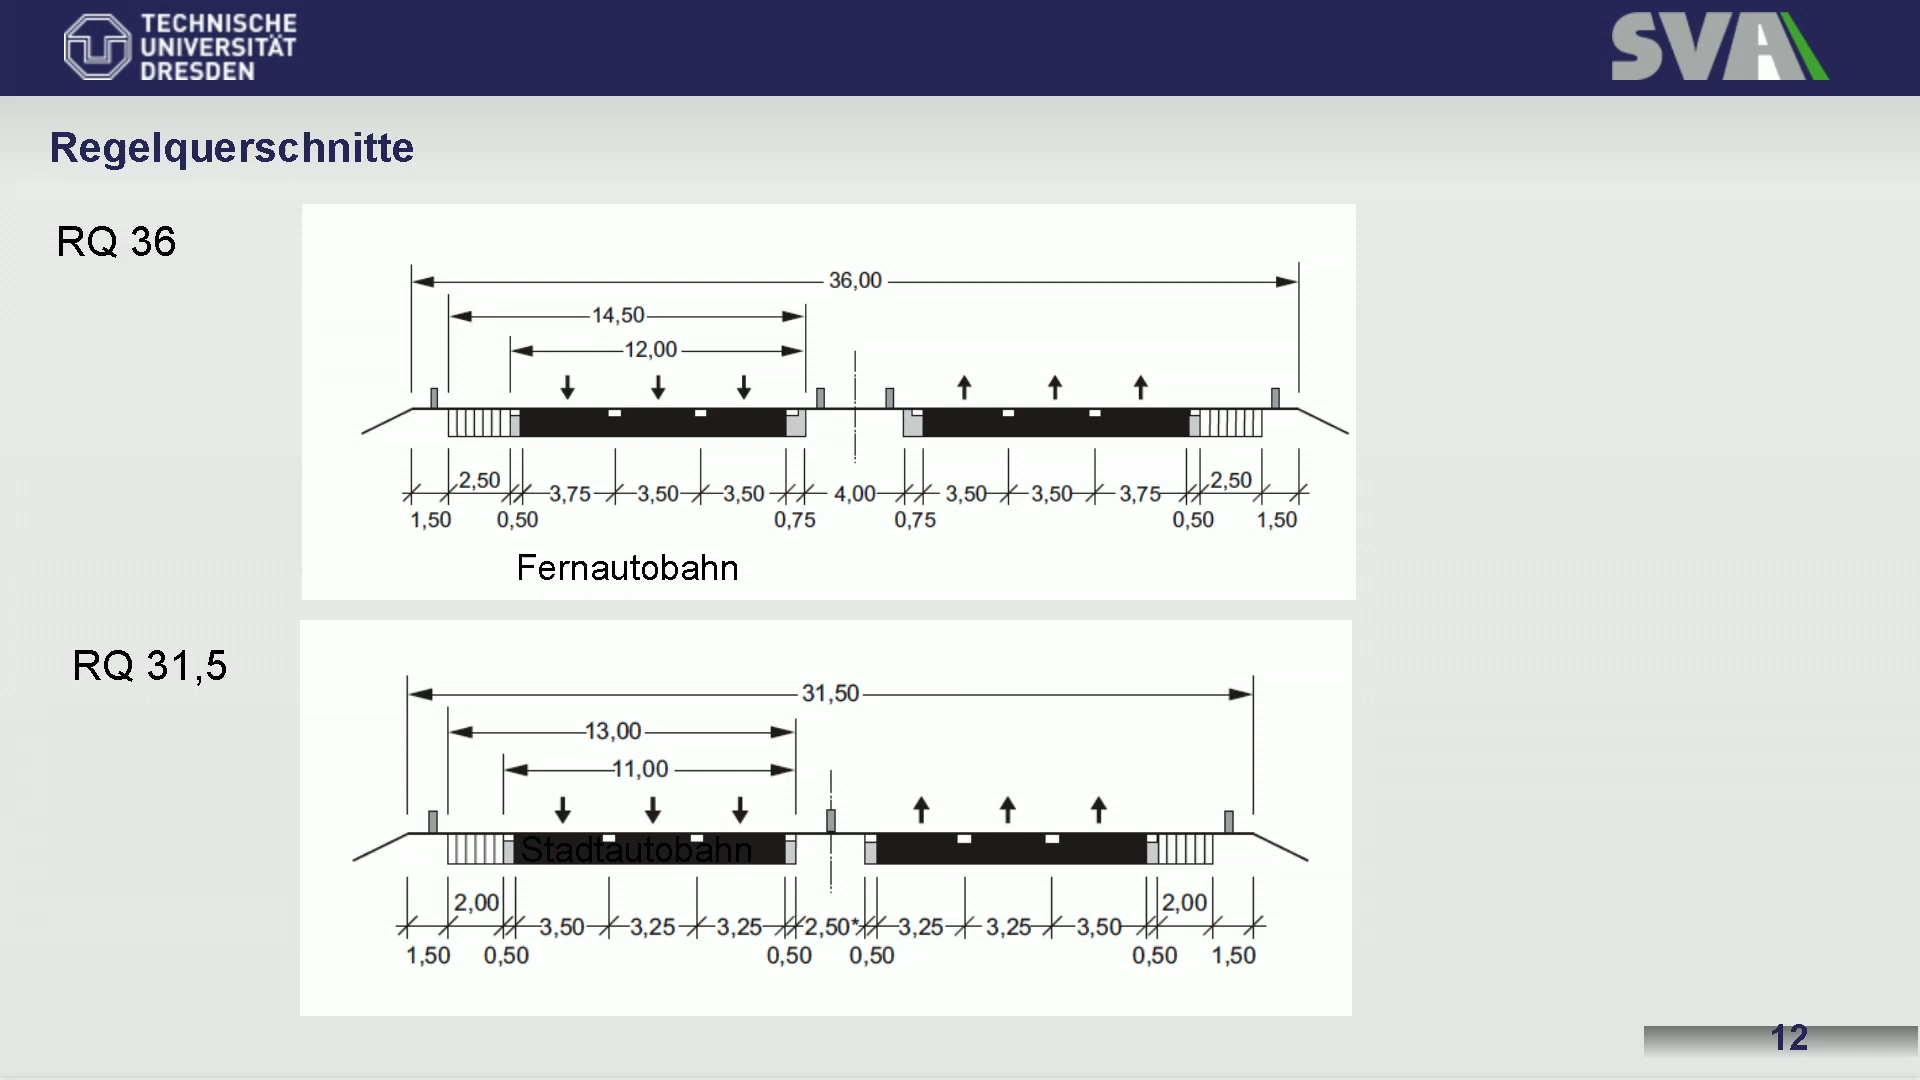 TECHNISCHE
UNIVERSITÄT
DRESDEN
SVA
Regelquerschnitte
RQ 36
36,00
14,50
12,00
2,50 3,75 3,50 3,50 4,00 3,50 3,50 3,75 2,50
1,50 0,50 0,75 0,75 0,50 1,50
Fernautobahn
RQ 31,5
31,50
13,00
11,00
Stadtautobahn
2,00 2,00
3,50 3,25 3,25 2,50* 3,25 3,25 3,50
1,50 0,50 0,50 0,50 0,50 1,50
12